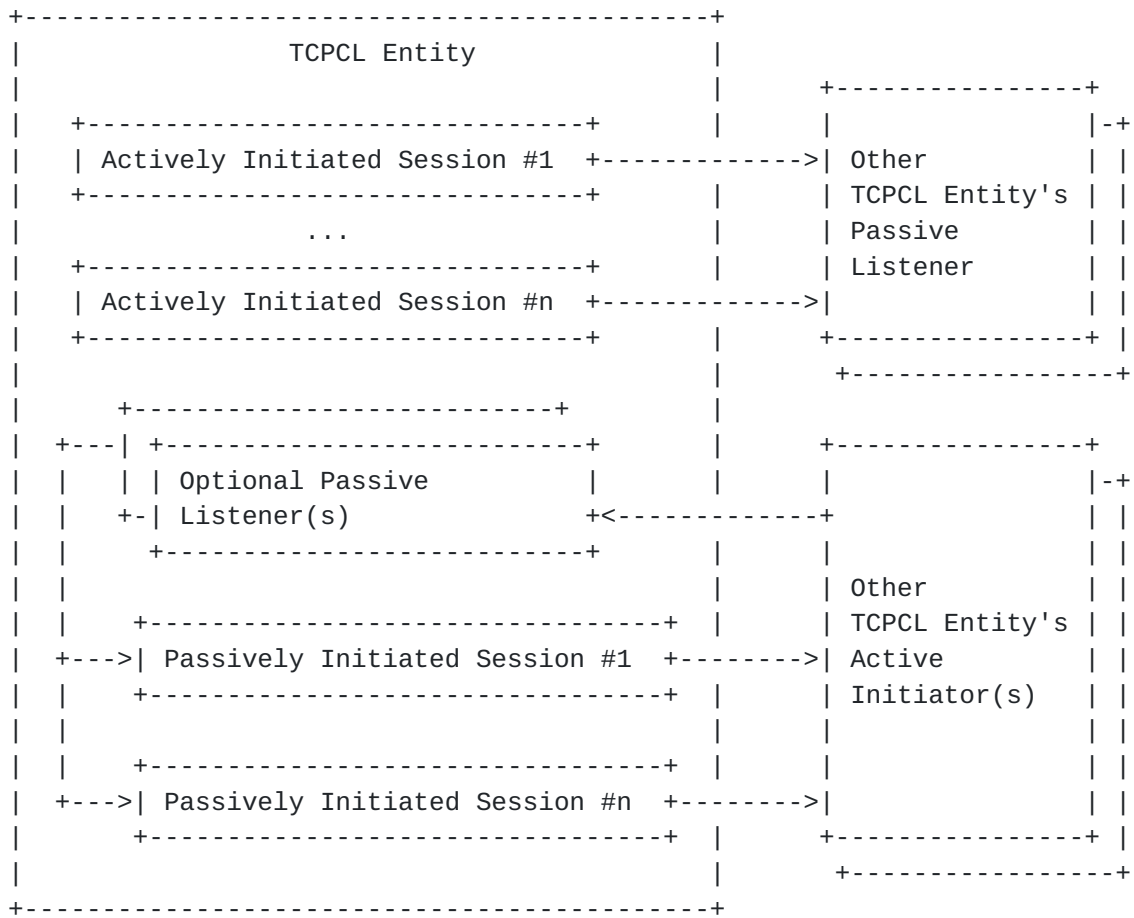 TCPCL Entity
Actively Initiated Session #1
...
Actively Initiated Session #n
Other
TCPCL Entity's
Passive
Listener
Optional Passive
Listener(s)
Passively Initiated Session #1
Passively Initiated Session #n
Other
TCPCL Entity's
Active
Initiator(s)